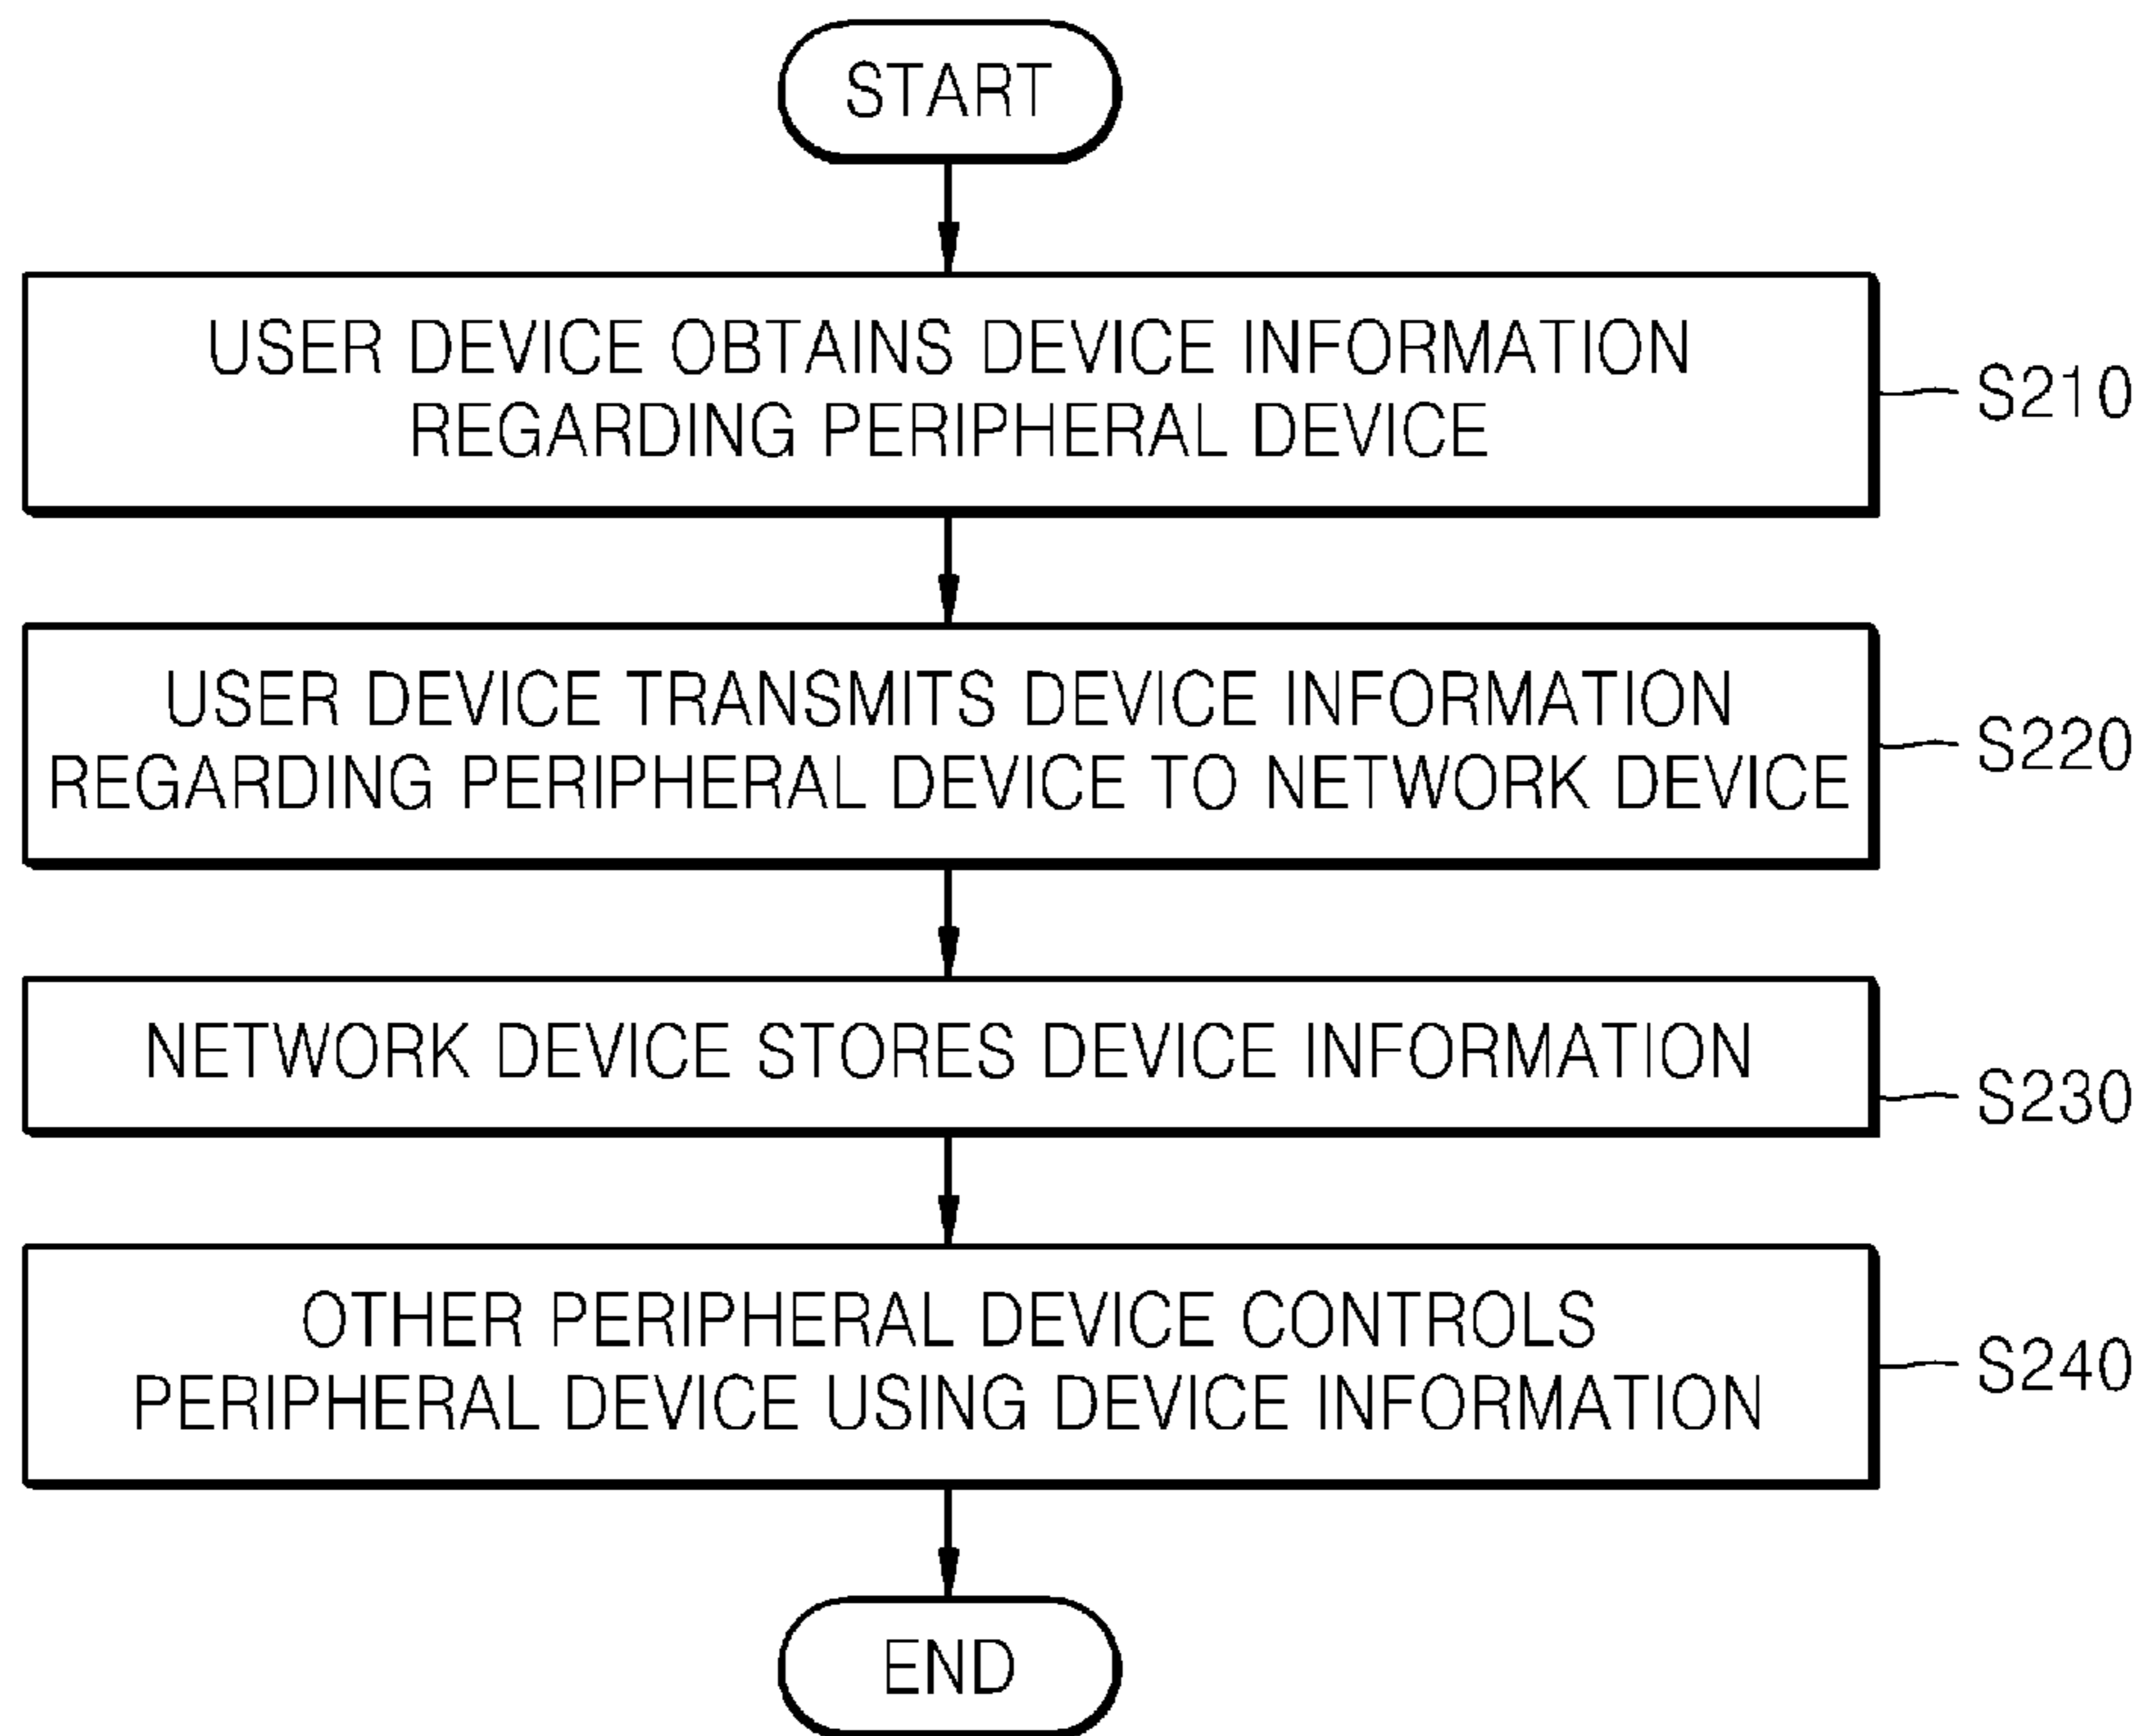 START
USER DEVICE OBTAINS DEVICE INFORMATION
REGARDING PERIPHERAL DEVICE
S210
USER DEVICE TRANSMITS DEVICE INFORMATION
REGARDING PERIPHERAL DEVICE TO NETWORK DEVICE
S220
NETWORK DEVICE STORES DEVICE INFORMATION
S230
OTHER PERIPHERAL DEVICE CONTROLS
PERIPHERAL DEVICE USING DEVICE INFORMATION
S240
END